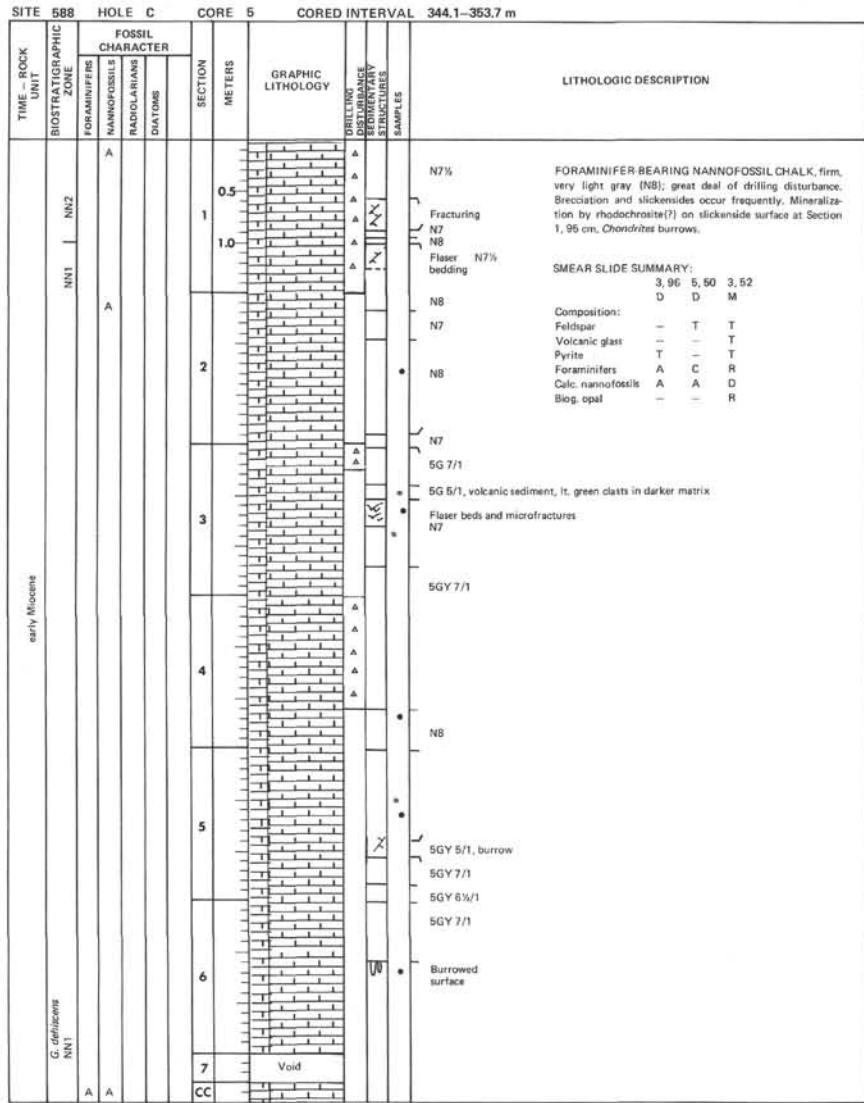 SITE 588 HOLE C CORE 5 CORED INTERVAL 344.1–353.7 m
TIME – ROCK UNIT
BIOSTRATIGRAPHIC ZONE
FOSSIL CHARACTER
FORAMINIFERS
NANNOFOSSILS
RADIOLARIANS
DIATOMS
SECTION
METERS
GRAPHIC LITHOLOGY
DRILLING DISTURBANCE
SEDIMENTARY STRUCTURES
SAMPLES
LITHOLOGIC DESCRIPTION
early Miocene
NN2
NN1
G. dehiscens
NN1
A
A
A A
0.5
1
1.0
2
3
4
5
6
7
CC
Void
N7½
Fracturing
N7
N8
Flaser N7½
bedding
N8
N7
N8
N7
5G 7/1
5G 5/1, volcanic sediment, lt. green clasts in darker matrix
Flaser beds and microfractures
N7
5GY 7/1
N8
5GY 5/1, burrow
5GY 7/1
5GY 6½/1
5GY 7/1
Burrowed
surface
FORAMINIFER-BEARING NANNOFOSSIL CHALK, firm,
very light gray (N8); great deal of drilling disturbance.
Brecciation and slickensides occur frequently. Mineraliza-
tion by rhodochrosite(?) on slickenside surface at Section
1, 95 cm, Chondrites burrows.
SMEAR SLIDE SUMMARY:
3, 96 5, 50 3, 52
D D M
Composition:
Feldspar – T T
Volcanic glass – – T
Pyrite T – T
Foraminifers A C R
Calc. nannofossils A A D
Biog. opal – – R